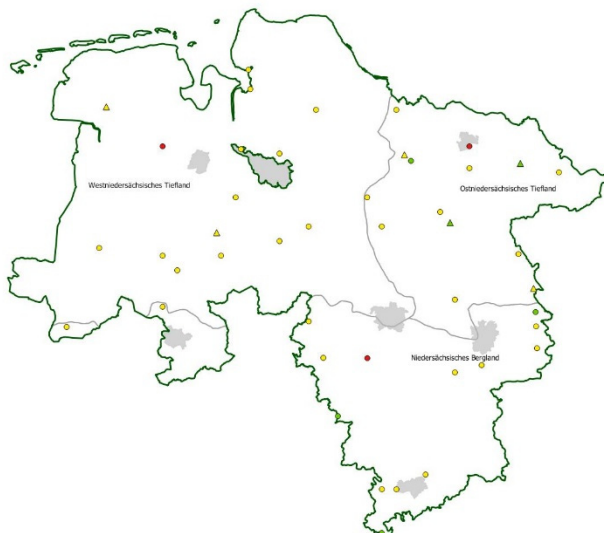 Westniedersächsisches Tiefland
Ostniedersächsisches Tiefland
Niedersächsisches Bergland